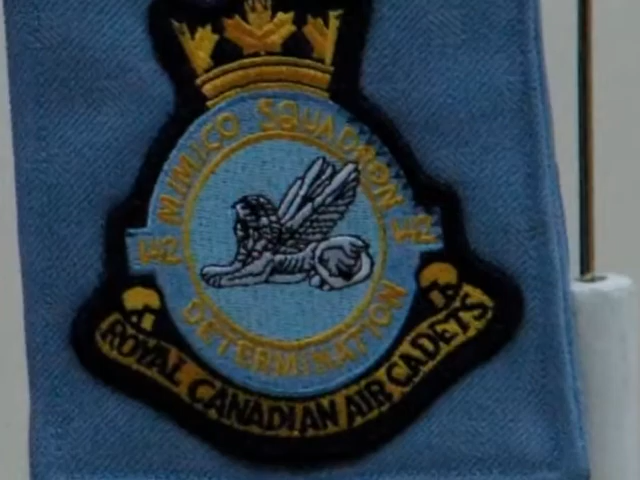 MIMICO SQUADRON
142 142
DETERMINATION
ROYAL CANADIAN AIR CADETS